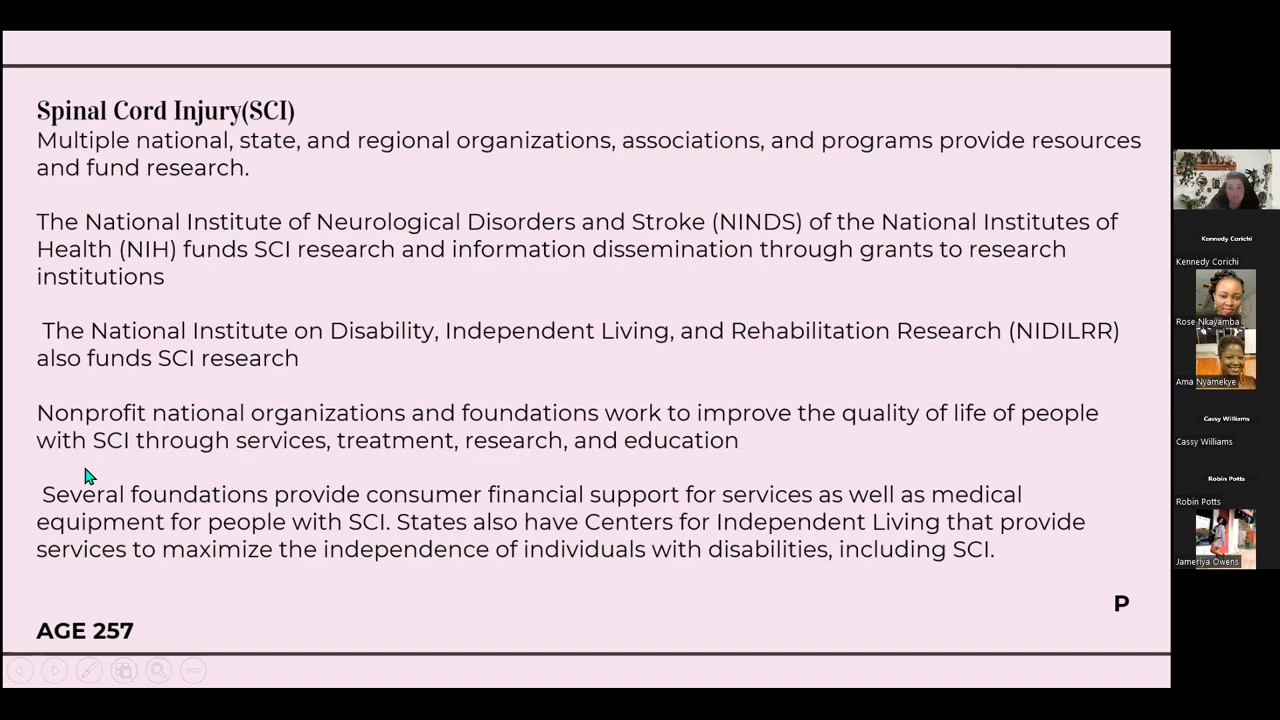 Spinal Cord Injury(SCI)
Multiple national, state, and regional organizations, associations, and programs provide resources
and fund research.
The National Institute of Neurological Disorders and Stroke (NINDS) of the National Institutes of
Health (NIH) funds SCI research and information dissemination through grants to research
institutions
The National Institute on Disability, Independent Living, and Rehabilitation Research (NIDILRR)
also funds SCI research
Nonprofit national organizations and foundations work to improve the quality of life of people
with SCI through services, treatment, research, and education
Several foundations provide consumer financial support for services as well as medical
equipment for people with SCI. States also have Centers for Independent Living that provide
services to maximize the independence of individuals with disabilities, including SCI.
P
AGE 257
Kennedy Corichi
Kennedy Corichi
Rose Nkayamba
Ama Nyamekye
Cassy Williams
Cassy Williams
Robin Potts
Robin Potts
Jameriya Owens